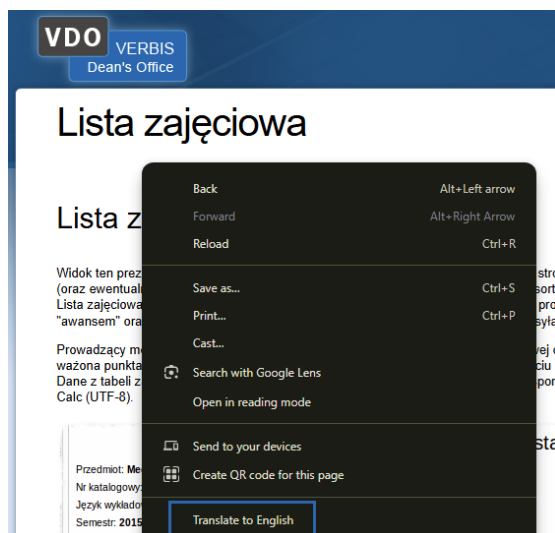 VDO
VERBIS
Dean's Office
Lista zajęciowa
Lista z
Widok ten prez
(oraz ewentual
Lista zajęciowa
"awansem" ora
Prowadzący m
ważona punkta
Dane z tabeli z
Calc (UTF-8).
Przedmiot: Me
Nr katalogowy:
Język wykłado
Semestr: 2015
Back Alt+Left arrow
Forward Alt+Right Arrow
Reload Ctrl+R
Save as... Ctrl+S
Print... Ctrl+P
Cast...
Search with Google Lens
Open in reading mode
Send to your devices
Create QR code for this page
Translate to English